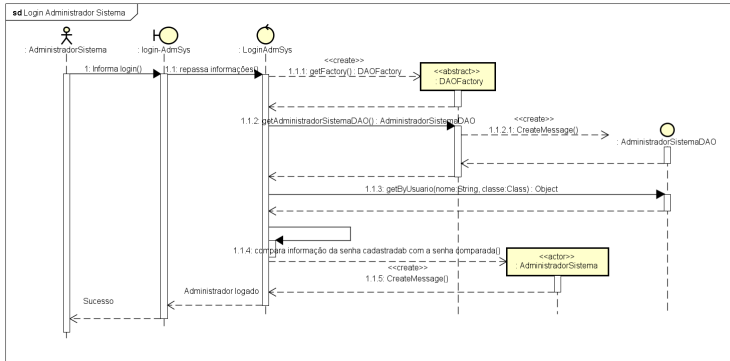 sd Login Administrador Sistema
: AdministradorSistema
: login-AdmSys
: LoginAdmSys
1: Informa login()
1.1: repassa informações()
<<create>>
1.1.1: getFactory() : DAOFactory
<<abstract>>
: DAOFactory
1.1.2: getAdministradorSistemaDAO() : AdministradorSistemaDAO
<<create>>
1.1.2.1: CreateMessage()
: AdministradorSistemaDAO
1.1.3: getByUsuario(nome:String, classe:Class) : Object
1.1.4: compara informação da senha cadastradab com a senha comparada()
<<create>>
1.1.5: CreateMessage()
<<actor>>
: AdministradorSistema
Administrador logado
Sucesso